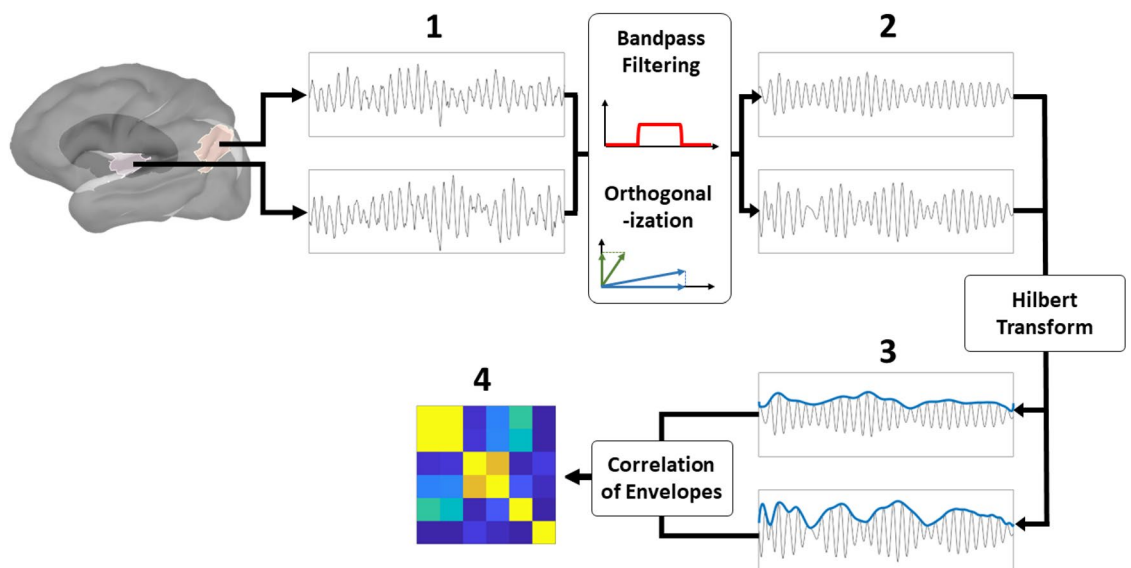 1
Bandpass
Filtering
Orthogonal
-ization
2
Hilbert
Transform
3
4
Correlation
of Envelopes